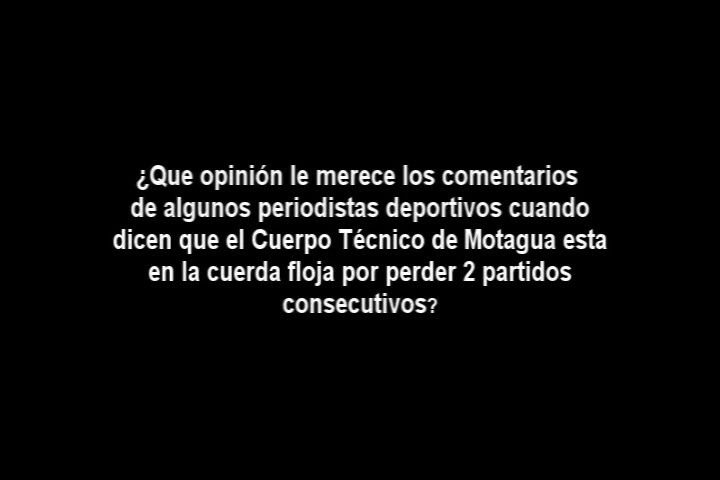 ¿Que opinión le merece los comentarios
de algunos periodistas deportivos cuando
dicen que el Cuerpo Técnico de Motagua esta
en la cuerda floja por perder 2 partidos
consecutivos?